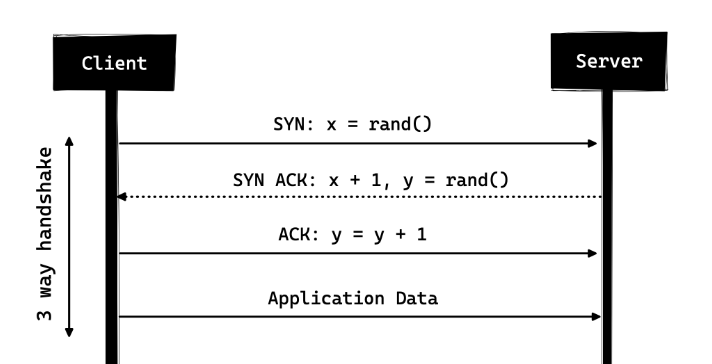 Client
Server
SYN: x = rand()
SYN ACK: x + 1, y = rand()
ACK: y = y + 1
Application Data
3 way handshake